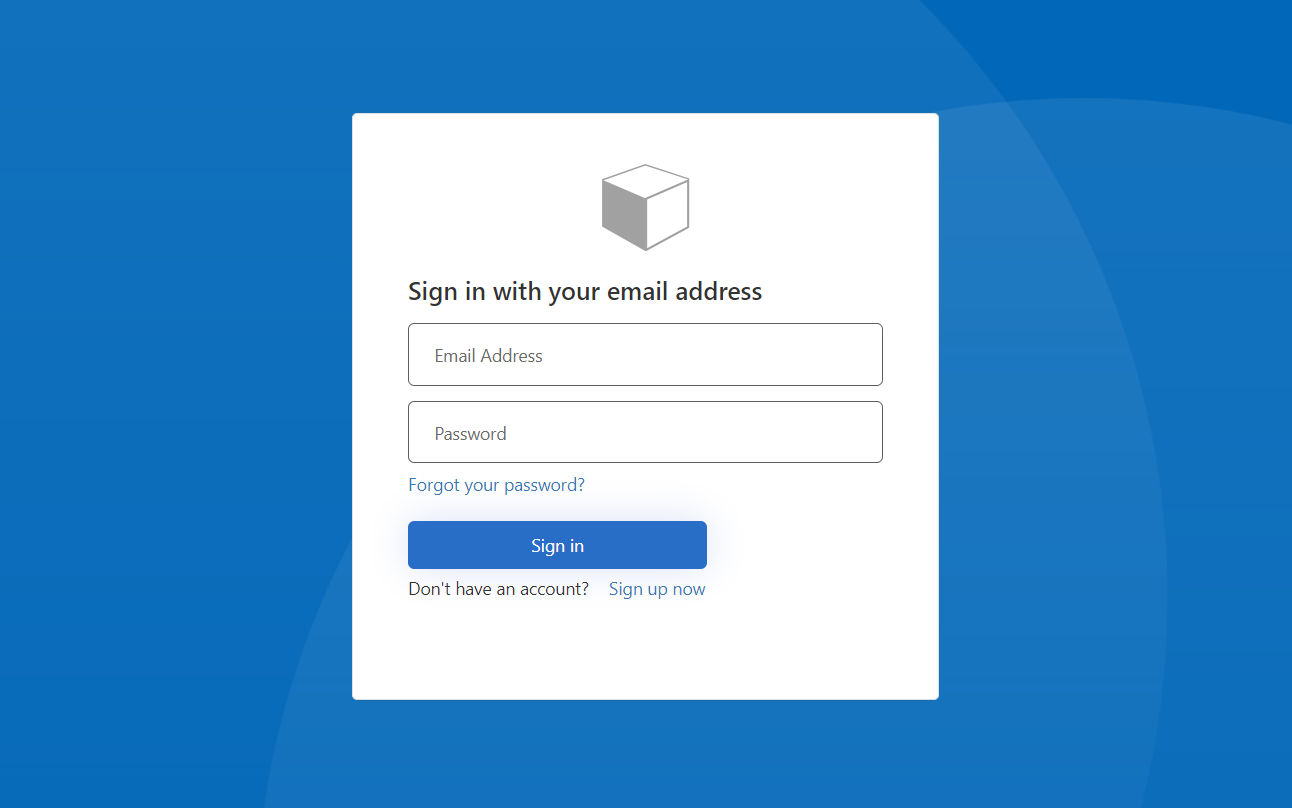 Sign in with your email address
Email Address
Password
Forgot your password?
Sign in
Don't have an account? Sign up now